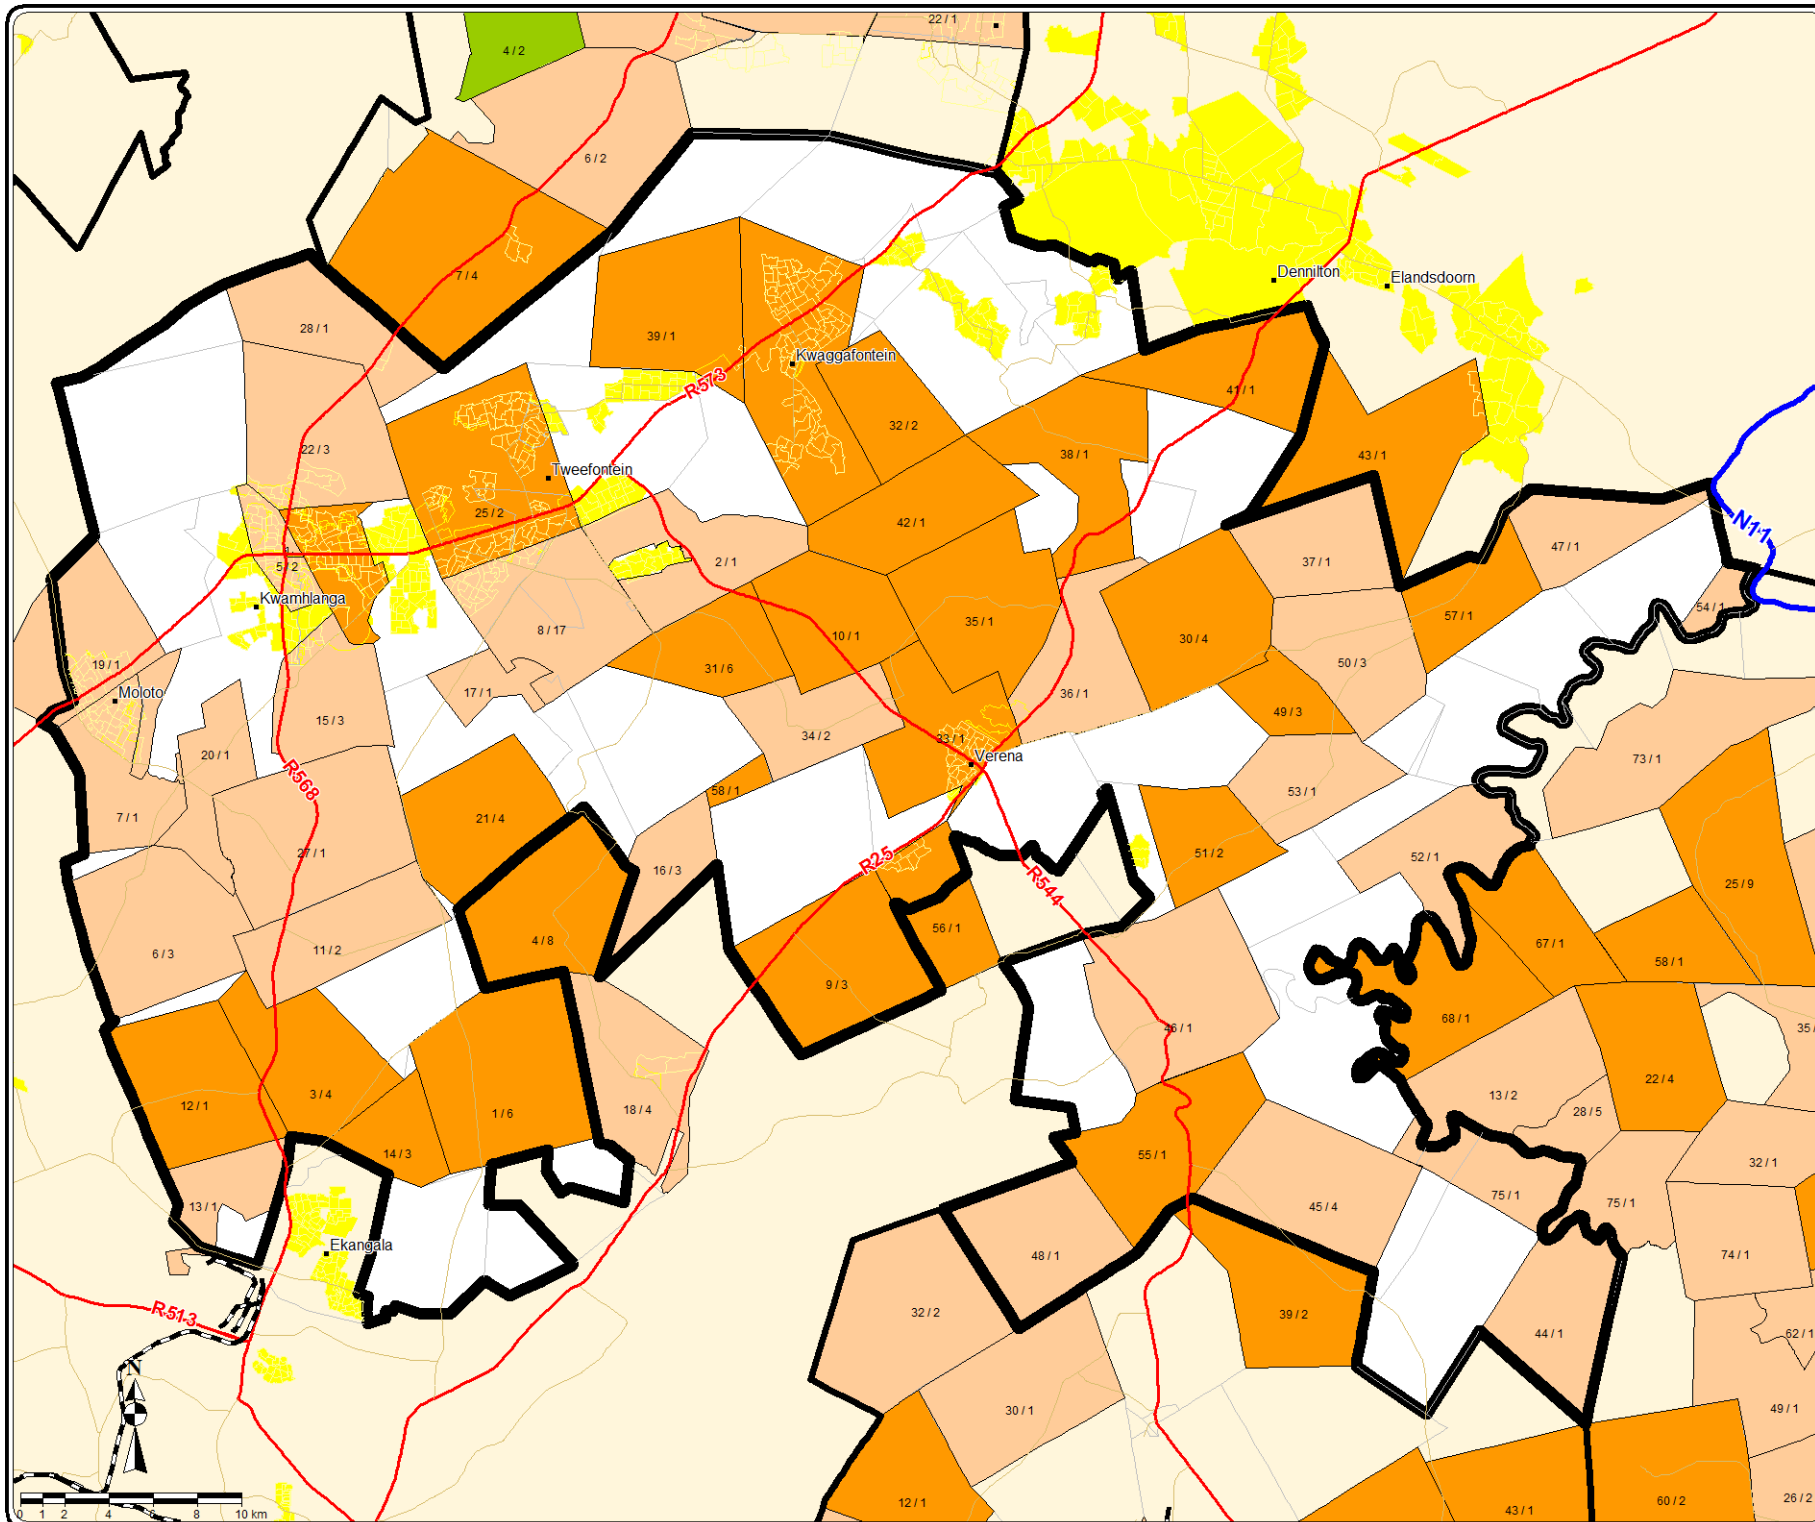 22 / 1
4 / 2
6 / 2
Dennilton
Elandsdoorn
7 / 4
28 / 1
39 / 1
Kwaggafontein
R573
41 / 1
32 / 2
22 / 3
38 / 1
43 / 1
Tweefontein
25 / 2
42 / 1
N11
47 / 1
2 / 1
37 / 1
5 / 2
Kwamhlanga
54 / 1
57 / 1
8 / 17
10 / 1
35 / 1
30 / 4
19 / 1
31 / 6
50 / 3
Moloto
17 / 1
36 / 1
15 / 3
49 / 3
20 / 1
34 / 2
33 / 1
Verena
73 / 1
R568
58 / 1
53 / 1
7 / 1
21 / 4
27 / 1
51 / 2
52 / 1
R25
16 / 3
R544
25 / 9
56 / 1
4 / 8
67 / 1
6 / 3
11 / 2
58 / 1
9 / 3
68 / 1
46 / 1
35 /
22 / 4
3 / 4
13 / 2
12 / 1
1 / 6
18 / 4
28 / 5
14 / 3
55 / 1
32 / 1
75 / 1
75 / 1
13 / 1
45 / 4
Ekangala
48 / 1
74 / 1
R513
32 / 2
39 / 2
44 / 1
62 / 1
N
30 / 1
49 / 1
12 / 1
43 / 1
60 / 2
26 / 2
0 1 2 4 6 8 10 km